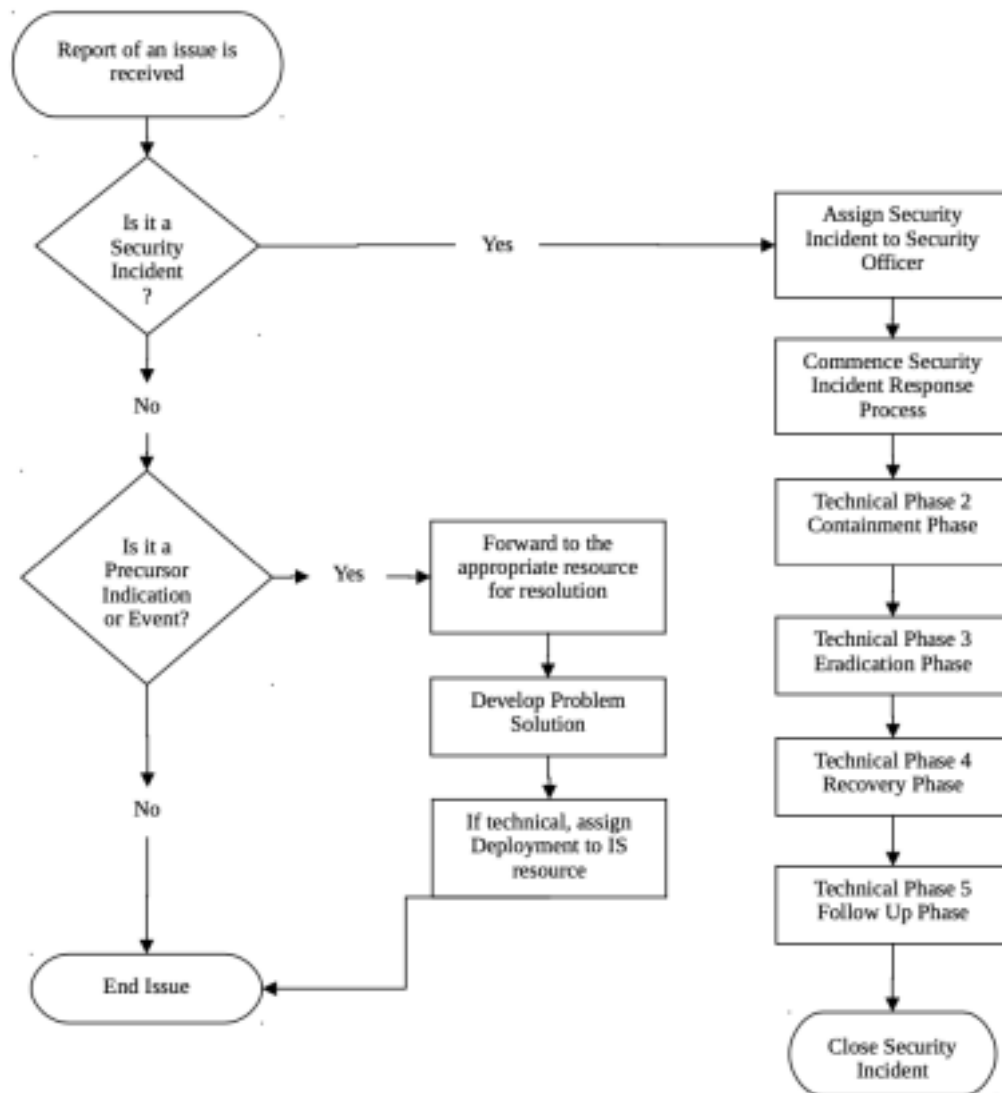 Report of an issue is
received
Is it a
Security
Incident
?
Yes
Assign Security
Incident to Security
Officer
Commence Security
Incident Response
Process
No
Technical Phase 2
Containment Phase
Is it a
Precursor
Indication
or Event?
Yes
Forward to the
appropriate resource
for resolution
Technical Phase 3
Eradication Phase
Develop Problem
Solution
Technical Phase 4
Recovery Phase
No
If technical, assign
Deployment to IS
resource
Technical Phase 5
Follow Up Phase
End Issue
Close Security
Incident